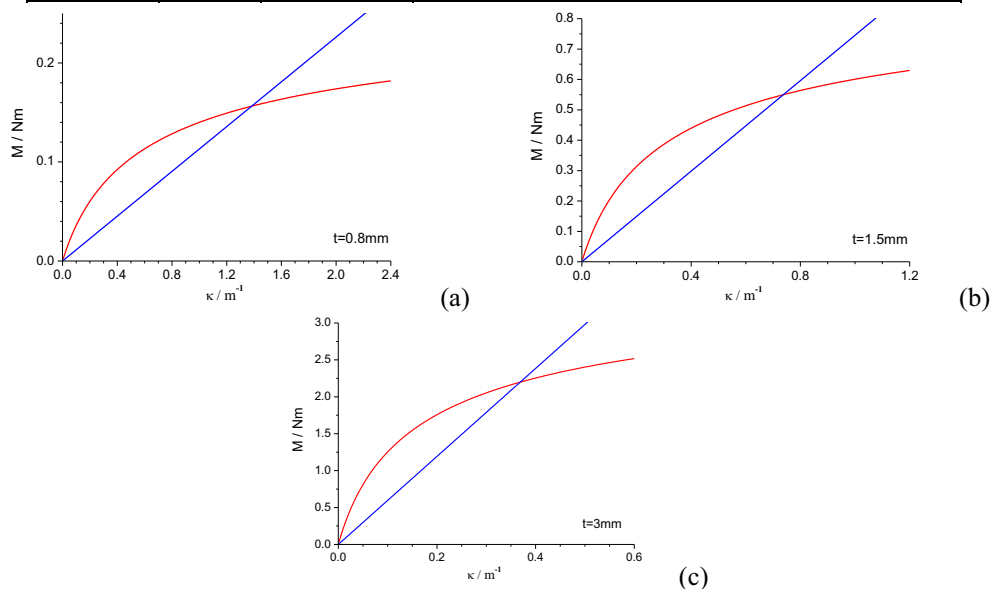 M / Nm
0.2
0.1
0.0
0.0 0.4 0.8 1.2 1.6 2.0 2.4
κ / m-1
t=0.8mm
(a)
M / Nm
0.8
0.7
0.6
0.5
0.4
0.3
0.2
0.1
0.0
0.0 0.4 0.8 1.2
κ / m-1
t=1.5mm
(b)
M / Nm
3.0
2.5
2.0
1.5
1.0
0.5
0.0
0.0 0.2 0.4 0.6
κ / m-1
t=3mm
(c)